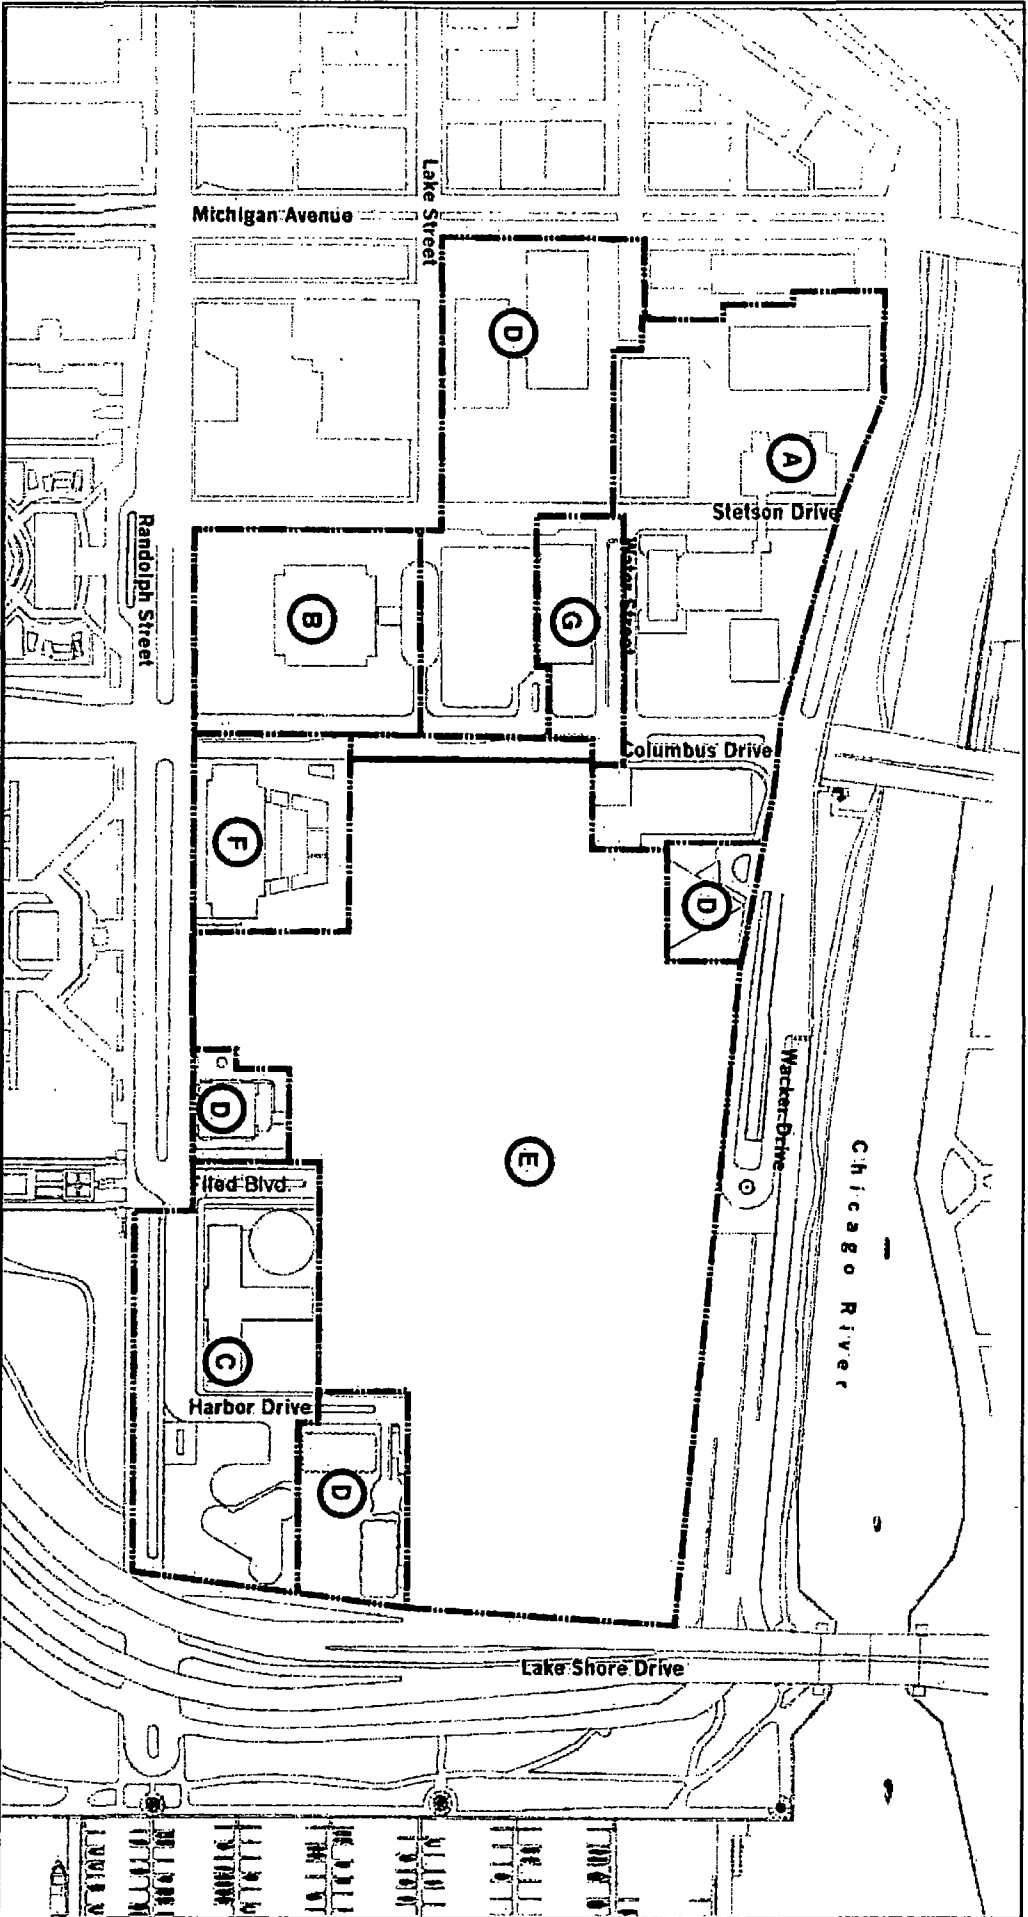 Lake Street
Michigan Avenue
D
A
Stetson Drive
Randolph Street
B
G
Water Street
Columbus Drive
F
D
D
E
Wacker Drive
Chicago River
Field Blvd.
C
Harbor Drive
D
Lake Shore Drive